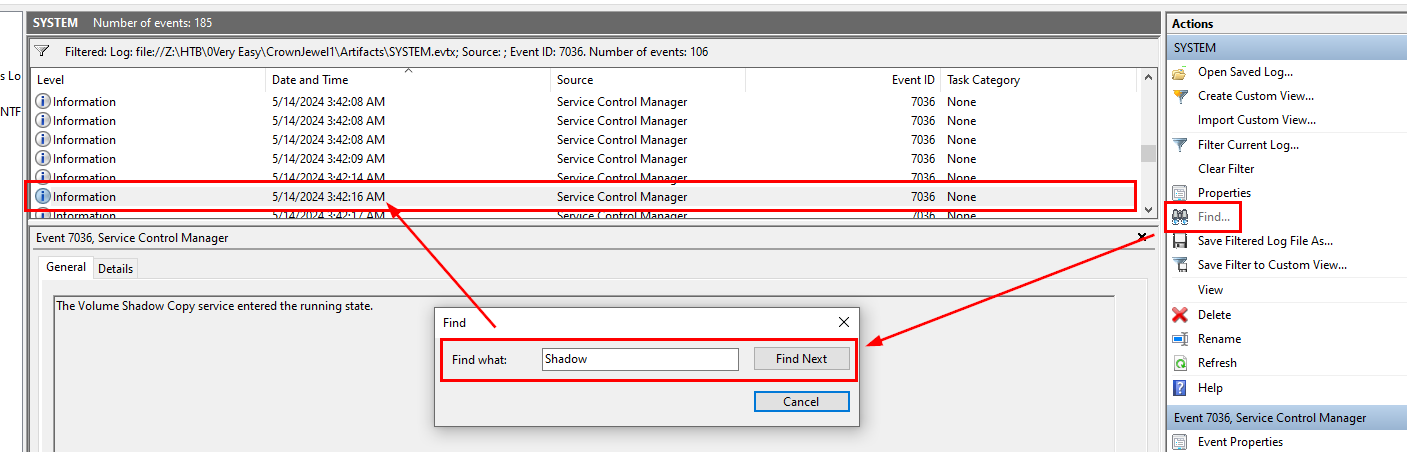 SYSTEM Number of events: 185
Filtered: Log: file://Z:\HTB\0Very Easy\CrownJewel1\Artifacts\SYSTEM.evtx; Source: ; Event ID: 7036. Number of events: 106
s Lo
NTF
Level Date and Time Source Event ID Task Category
Information 5/14/2024 3:42:08 AM Service Control Manager 7036 None
Information 5/14/2024 3:42:08 AM Service Control Manager 7036 None
Information 5/14/2024 3:42:08 AM Service Control Manager 7036 None
Information 5/14/2024 3:42:09 AM Service Control Manager 7036 None
Information 5/14/2024 3:42:14 AM Service Control Manager 7036 None
Information 5/14/2024 3:42:16 AM Service Control Manager 7036 None
Information 5/14/2024 3:42:17 AM Service Control Manager 7036 None
Event 7036, Service Control Manager
General Details
The Volume Shadow Copy service entered the running state.
Find
Find what: Shadow Find Next
Cancel
Actions
SYSTEM
Open Saved Log...
Create Custom View...
Import Custom View...
Filter Current Log...
Clear Filter
Properties
Find...
Save Filtered Log File As...
Save Filter to Custom View...
View
Delete
Rename
Refresh
Help
Event 7036, Service Control Manager
Event Properties